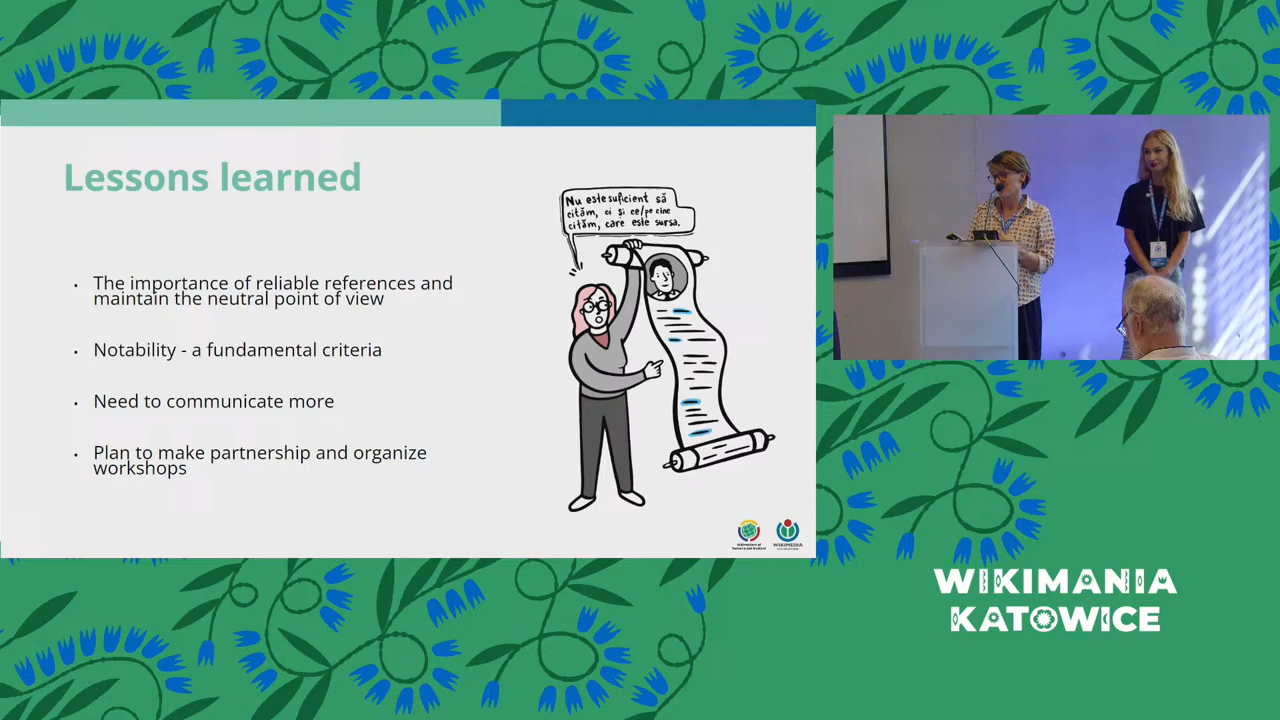 Lessons learned
Nu este suficient să
cităm, ci și ce/pe cine
cităm, care este sursa.
• The importance of reliable references and
maintain the neutral point of view
• Notability - a fundamental criteria
• Need to communicate more
• Plan to make partnership and organize
workshops
WIKIMEDIA
WIKIMANIA
KATOWICE